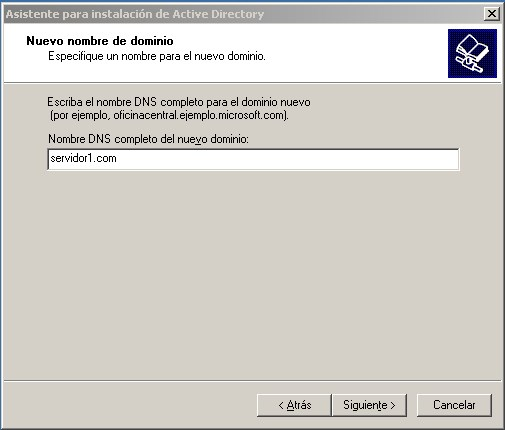 Asistente para instalación de Active Directory
Nuevo nombre de dominio
Especifique un nombre para el nuevo dominio.
Escriba el nombre DNS completo para el dominio nuevo
(por ejemplo, oficinacentral.ejemplo.microsoft.com).
Nombre DNS completo del nuevo dominio:
servidor1.com
< Atrás
Siguiente >
Cancelar